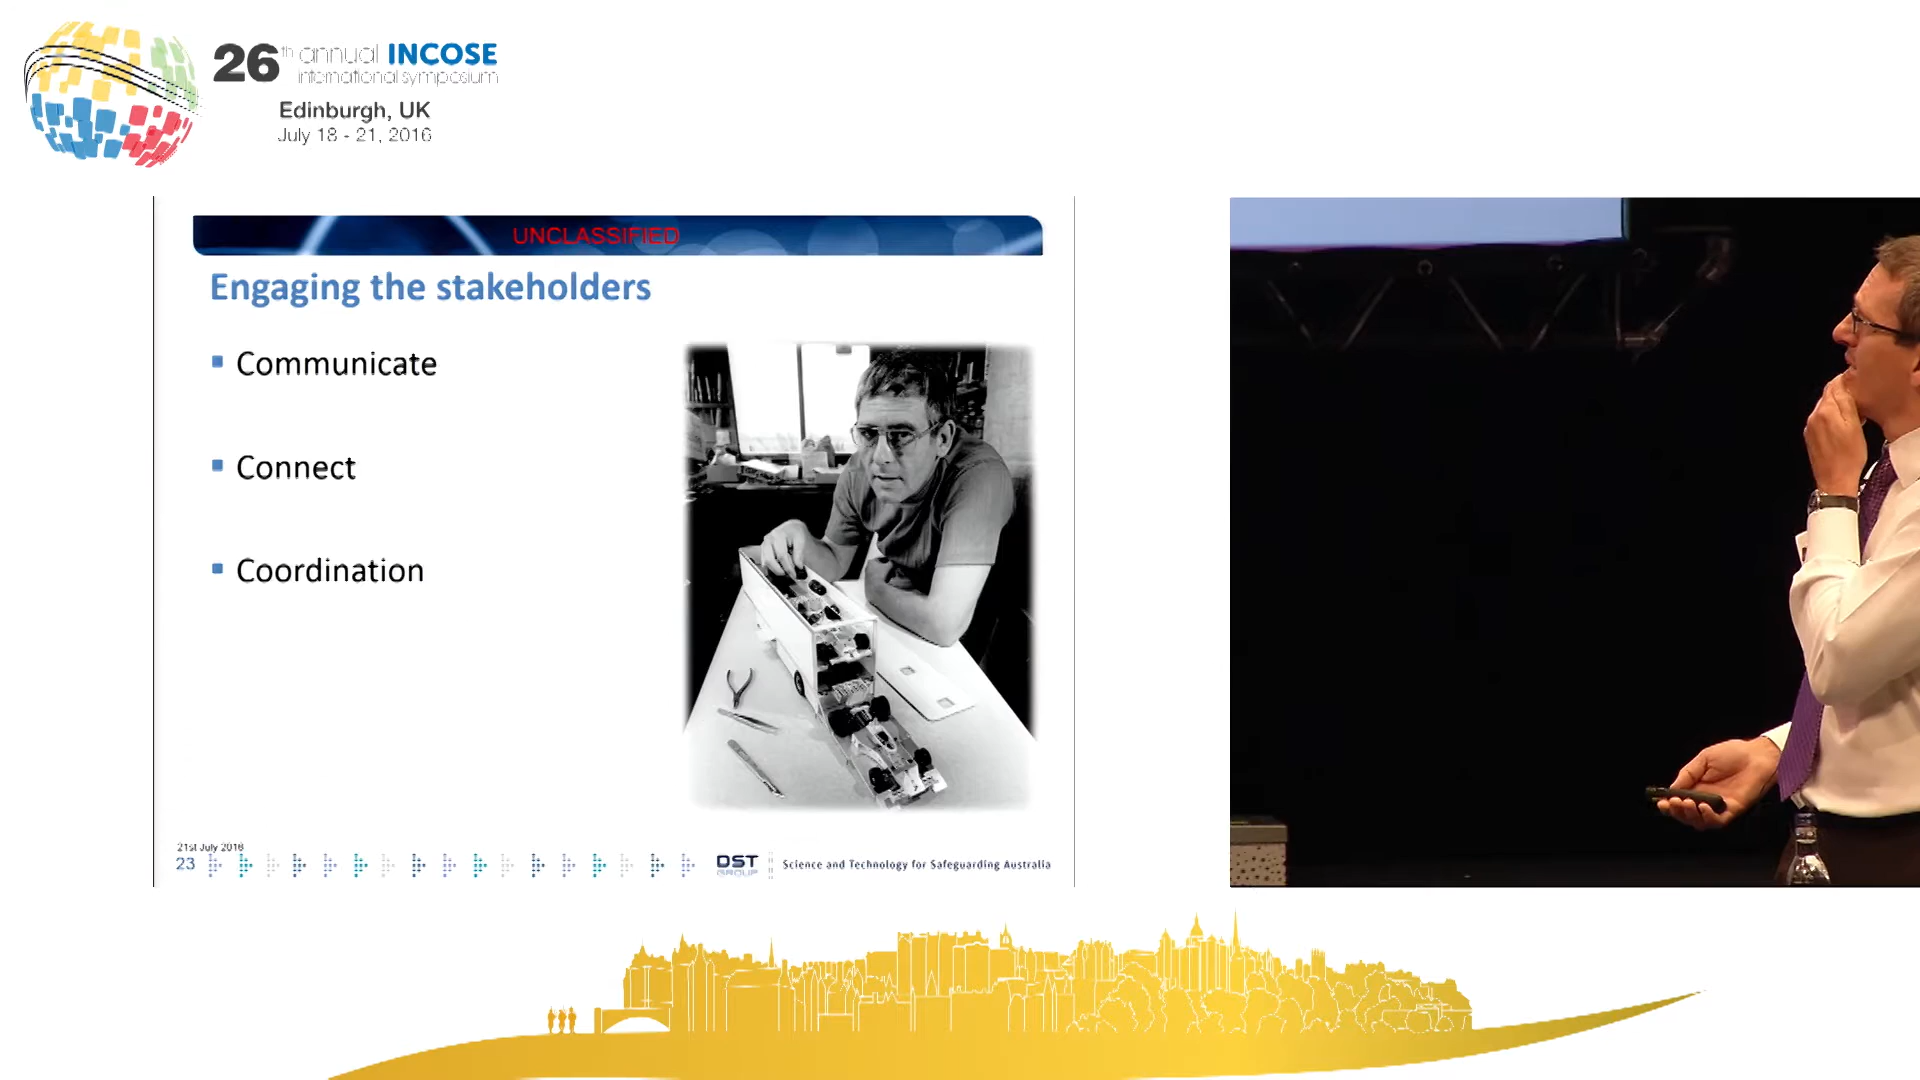 26th annual INCOSE
international symposium
Edinburgh, UK
July 18 - 21, 2016
UNCLASSIFIED
Engaging the stakeholders
Communicate
Connect
Coordination
21st July 2016
23
DST
GROUP
Science and Technology for Safeguarding Australia